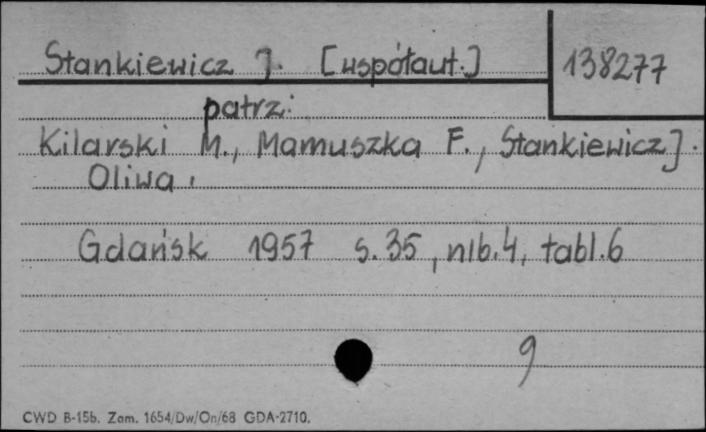 Stankiewicz J. [współaut.]
138277
patrz:
Kilarski M., Mamuszka F., Stankiewicz J.
Oliwa.
Gdańsk 1957 s. 35, nlb. 4, tabl. 6
9
CWD B-15b. Zam. 1654/Dw/On/68 GDA-2710.